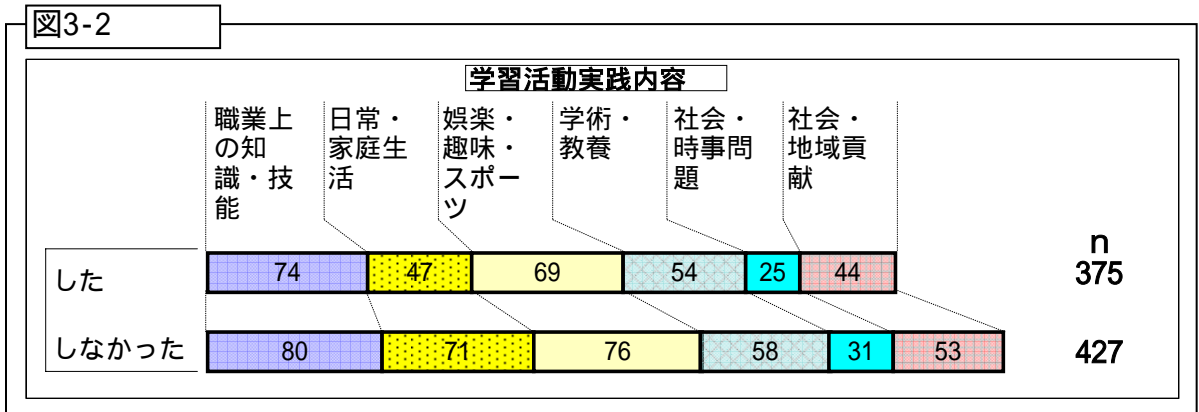 図3-2
学習活動実践内容
職業上
の知
識・技
能
日常・
家庭生
活
娯楽・
趣味・
スポー
ツ
学術・
教養
社会・
時事問
題
社会・
地域貢
献
n
した 74 47 69 54 25 44 375
しなかった 80 71 76 58 31 53 427